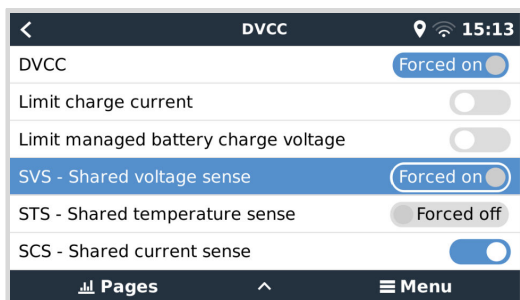 DVCC 15:13
DVCC Forced on
Limit charge current
Limit managed battery charge voltage
SVS - Shared voltage sense Forced on
STS - Shared temperature sense Forced off
SCS - Shared current sense
Pages Menu